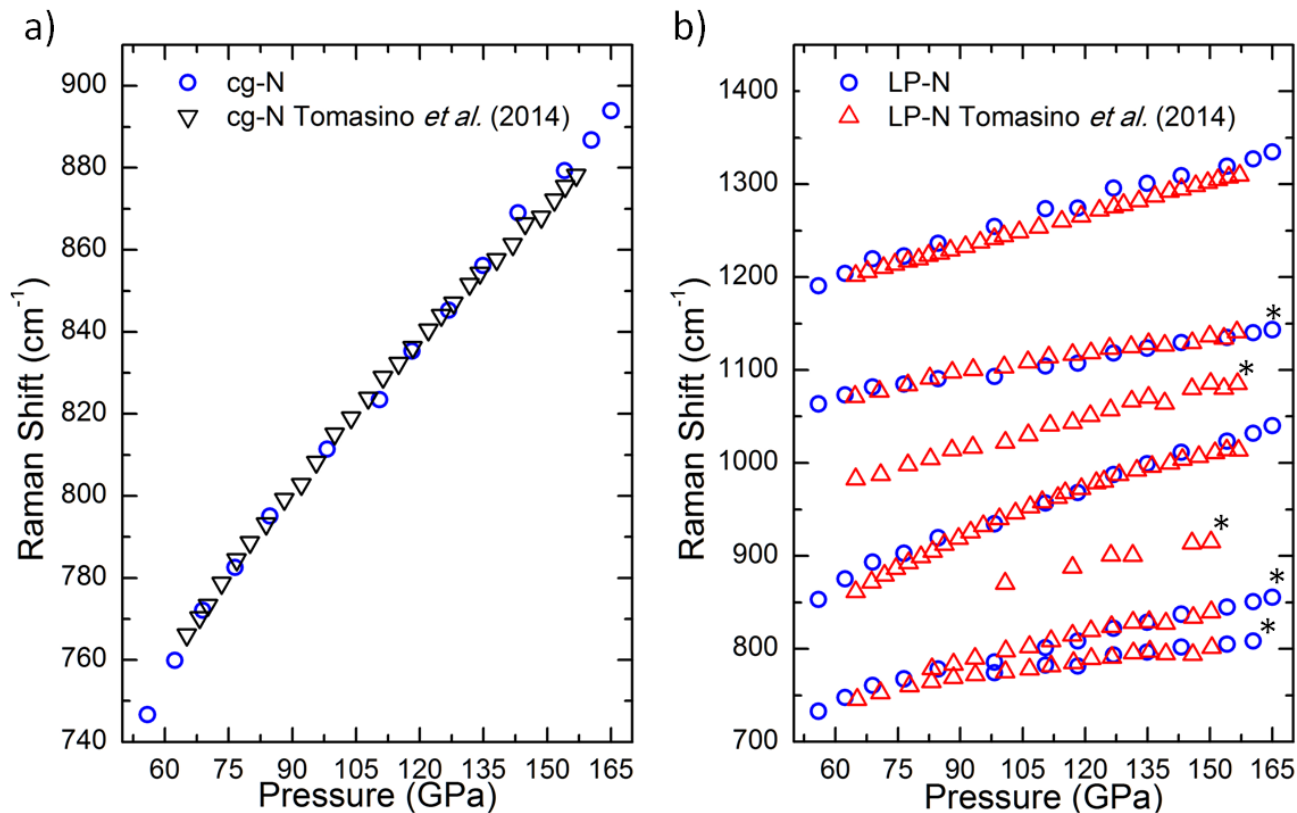 a)
cg-N
cg-N Tomasino et al. (2014)
900
880
860
840
820
800
780
760
740
Raman Shift (cm-1)
60 75 90 105 120 135 150 165
Pressure (GPa)
b)
LP-N
LP-N Tomasino et al. (2014)
1400
1300
1200
1100
1000
900
800
700
Raman Shift (cm-1)
*
*
*
*
*
60 75 90 105 120 135 150 165
Pressure (GPa)